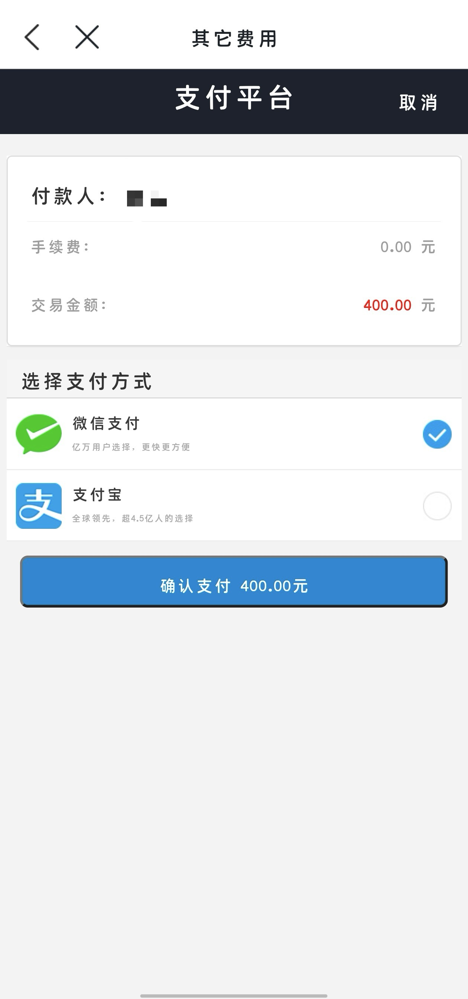 其它费用
支付平台
取消
付款人：
手续费：
0.00 元
交易金额：
400.00 元
选择支付方式
微信支付
亿万用户选择，更快更方便
支付宝
全球领先，超4.5亿人的选择
确认支付 400.00元